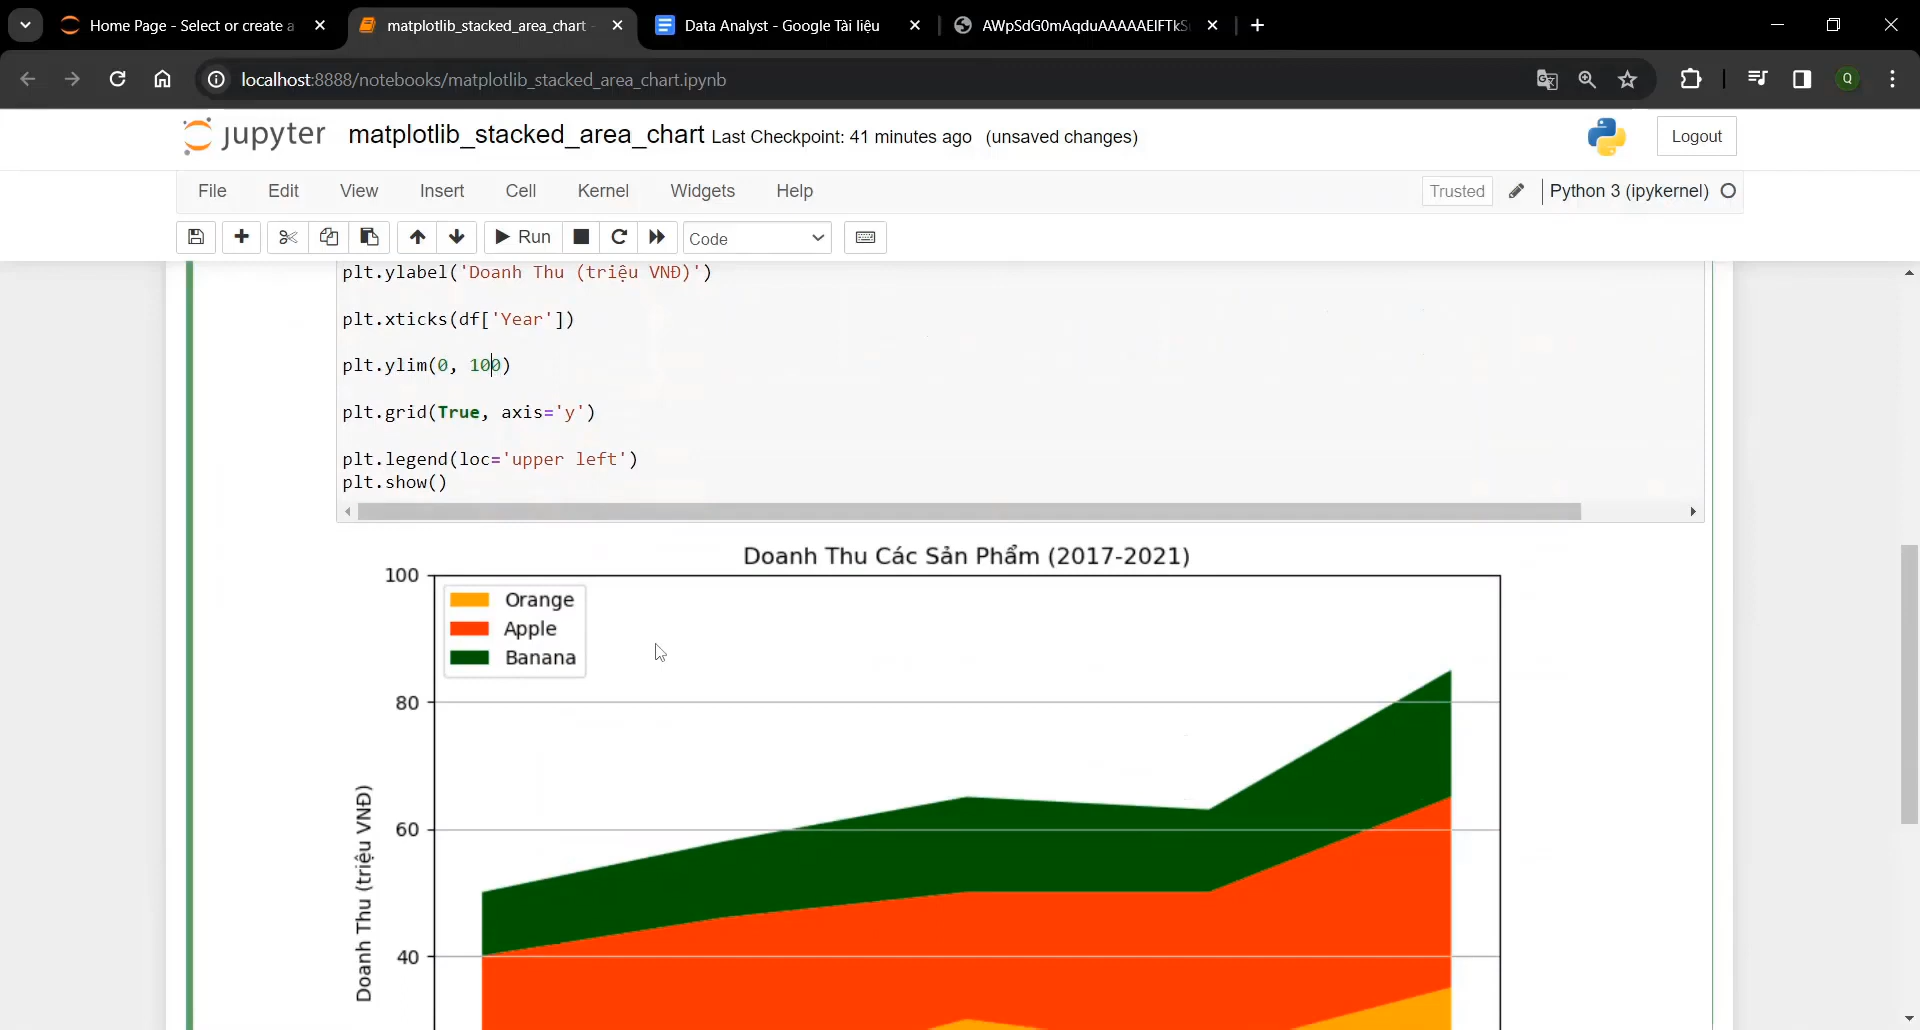 Home Page - Select or create a
matplotlib_stacked_area_chart -
Data Analyst - Google Tài liệu
localhost:8888/notebooks/matplotlib_stacked_area_chart.ipynb
Q
jupyter matplotlib_stacked_area_chart Last Checkpoint: 41 minutes ago (unsaved changes)
Logout
File Edit View Insert Cell Kernel Widgets Help
Trusted
Python 3 (ipykernel)
Run
Code
plt.ylabel('Doanh Thu (triệu VNĐ)')
plt.xticks(df['Year'])
plt.ylim(0, 100)
plt.grid(True, axis='y')
plt.legend(loc='upper left')
plt.show()
Doanh Thu Các Sản Phẩm (2017-2021)
100
Orange
Apple
Banana
80
60
40
Doanh Thu (triệu VNĐ)